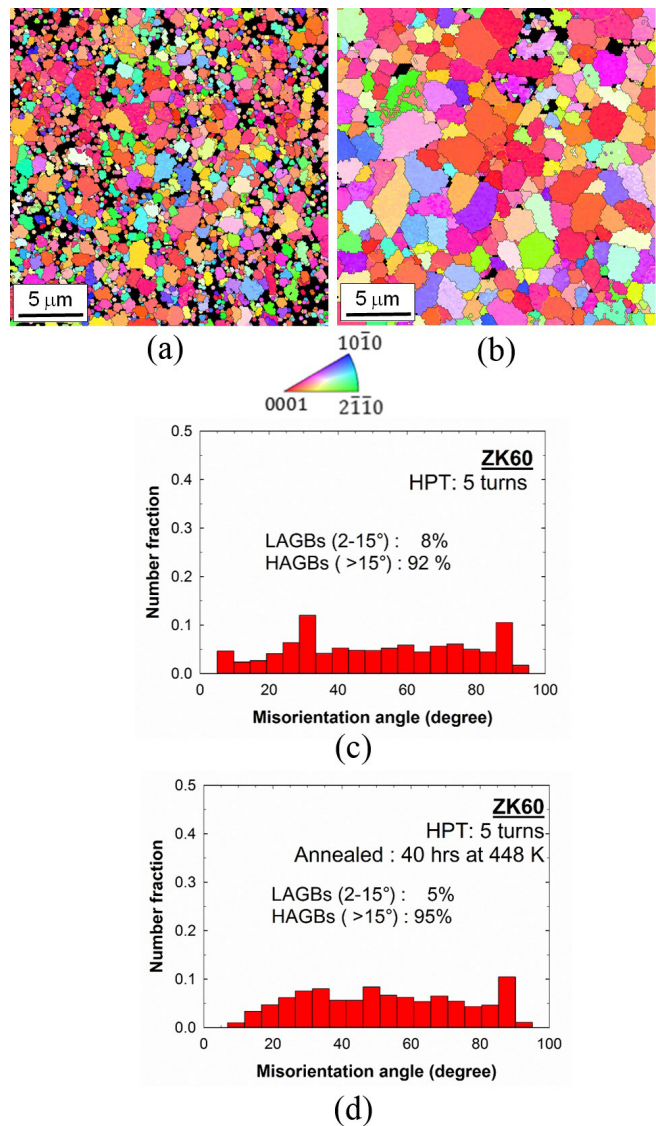 5 μm
5 μm
(a)
(b)
101̄0
0001
21̄1̄0
0.5
0.4
0.3
0.2
0.1
0.0
Number fraction
ZK60
HPT: 5 turns
LAGBs (2-15°) : 8%
HAGBs ( >15°) : 92 %
0 20 40 60 80 100
Misorientation angle (degree)
(c)
0.5
0.4
0.3
0.2
0.1
0.0
Number fraction
ZK60
HPT: 5 turns
Annealed : 40 hrs at 448 K
LAGBs (2-15°) : 5%
HAGBs ( >15°) : 95%
0 20 40 60 80 100
Misorientation angle (degree)
(d)